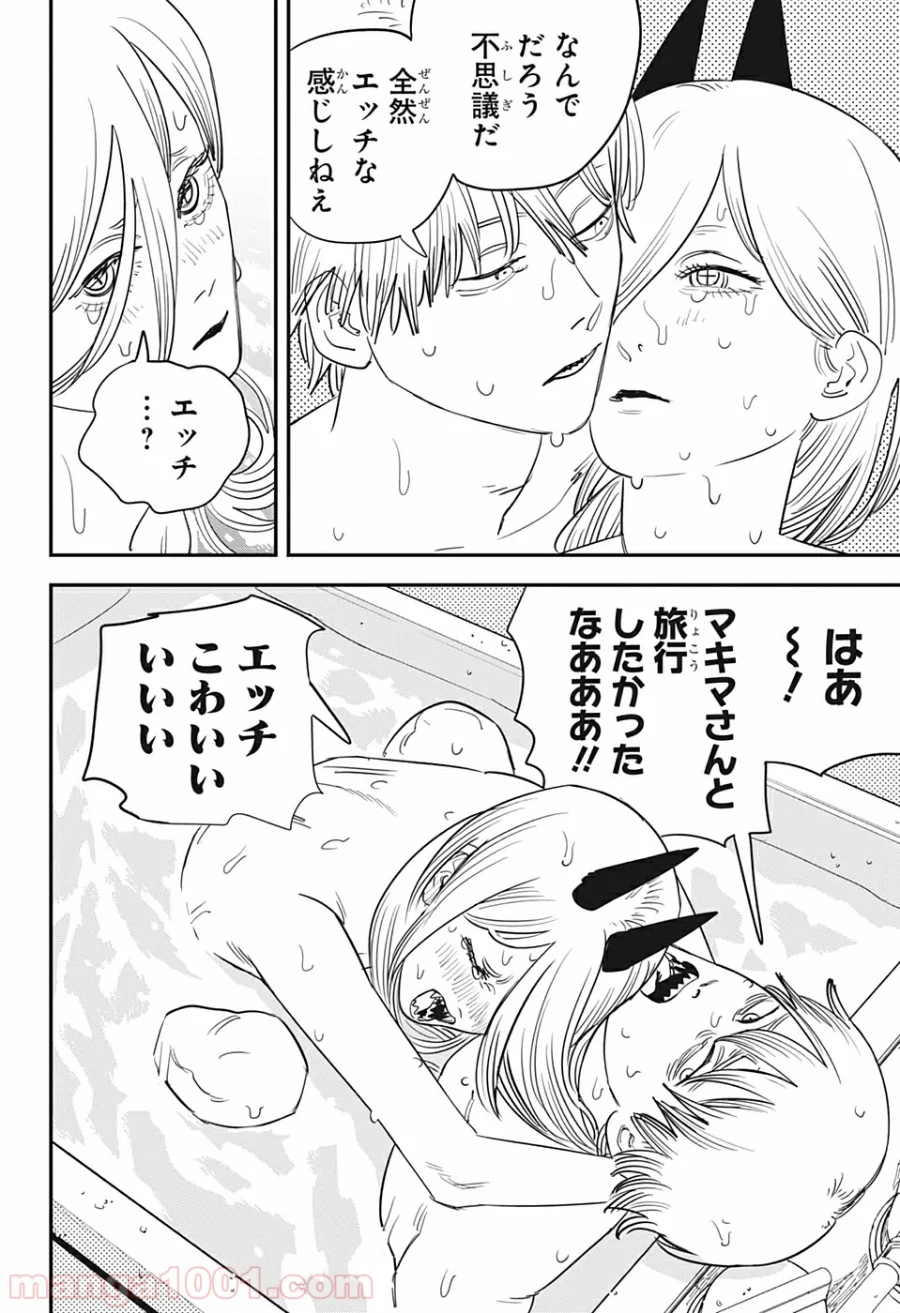 なんで
だろう
不思議だ
全然
エッチな
感じしねえ
エッチ
…?
はあ
〜!
マキマさんと
旅行
したかった
なあああ!!
エッチ
こわいい
いいい
manga1001.com